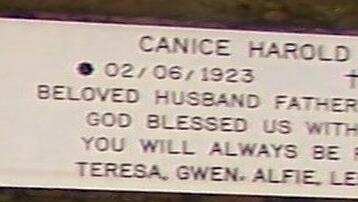 CANICE HAROLD
● 02/06/1923 †
BELOVED HUSBAND FATHER
GOD BLESSED US WITH
YOU WILL ALWAYS BE
TERESA, GWEN, ALFIE, LE